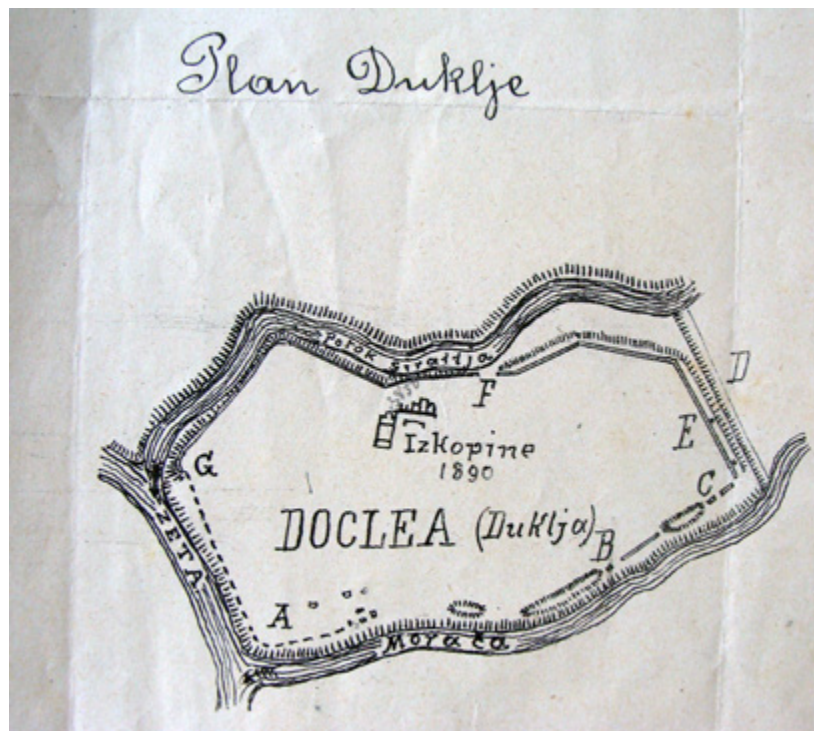 Plan Duklje
Potok Širalija
F
D
E
Izkopine
1890
G
C
ZETA
DOCLEA (Duklja)
B
A
Morača